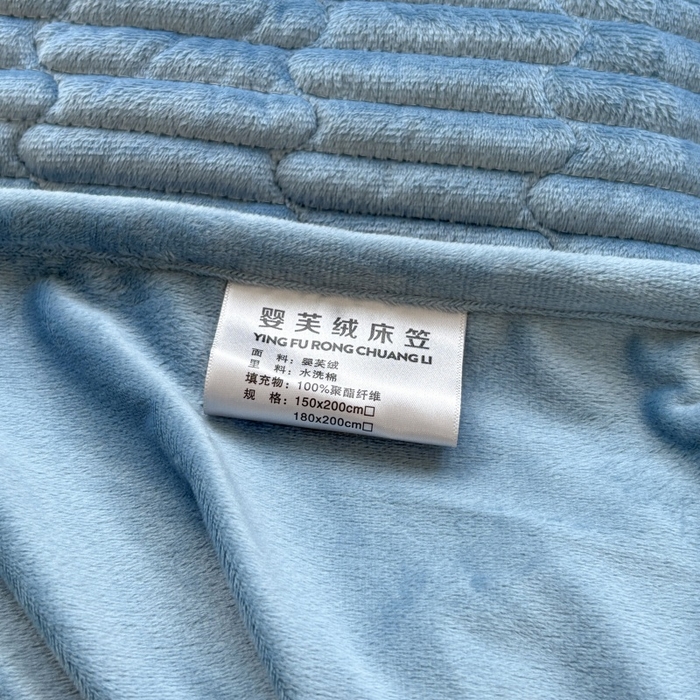 婴芙绒床笠
YING FU RONG CHUANG LI
面 料：婴芙绒
里 料：水洗棉
填充物：100%聚酯纤维
规 格：150x200cm□
180x200cm□